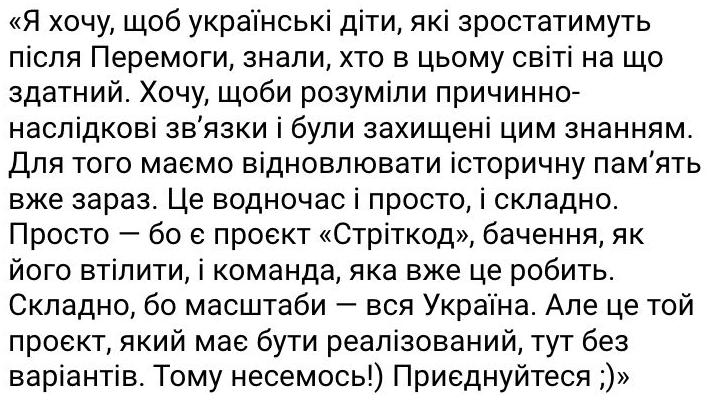 «Я хочу, щоб українські діти, які зростатимуть
після Перемоги, знали, хто в цьому світі на що
здатний. Хочу, щоби розуміли причинно-
наслідкові зв’язки і були захищені цим знанням.
Для того маємо відновлювати історичну пам’ять
вже зараз. Це водночас і просто, і складно.
Просто — бо є проєкт «Стріткод», бачення, як
його втілити, і команда, яка вже це робить.
Складно, бо масштаби — вся Україна. Але це той
проєкт, який має бути реалізований, тут без
варіантів. Тому несемось!) Приєднуйтеся ;)»